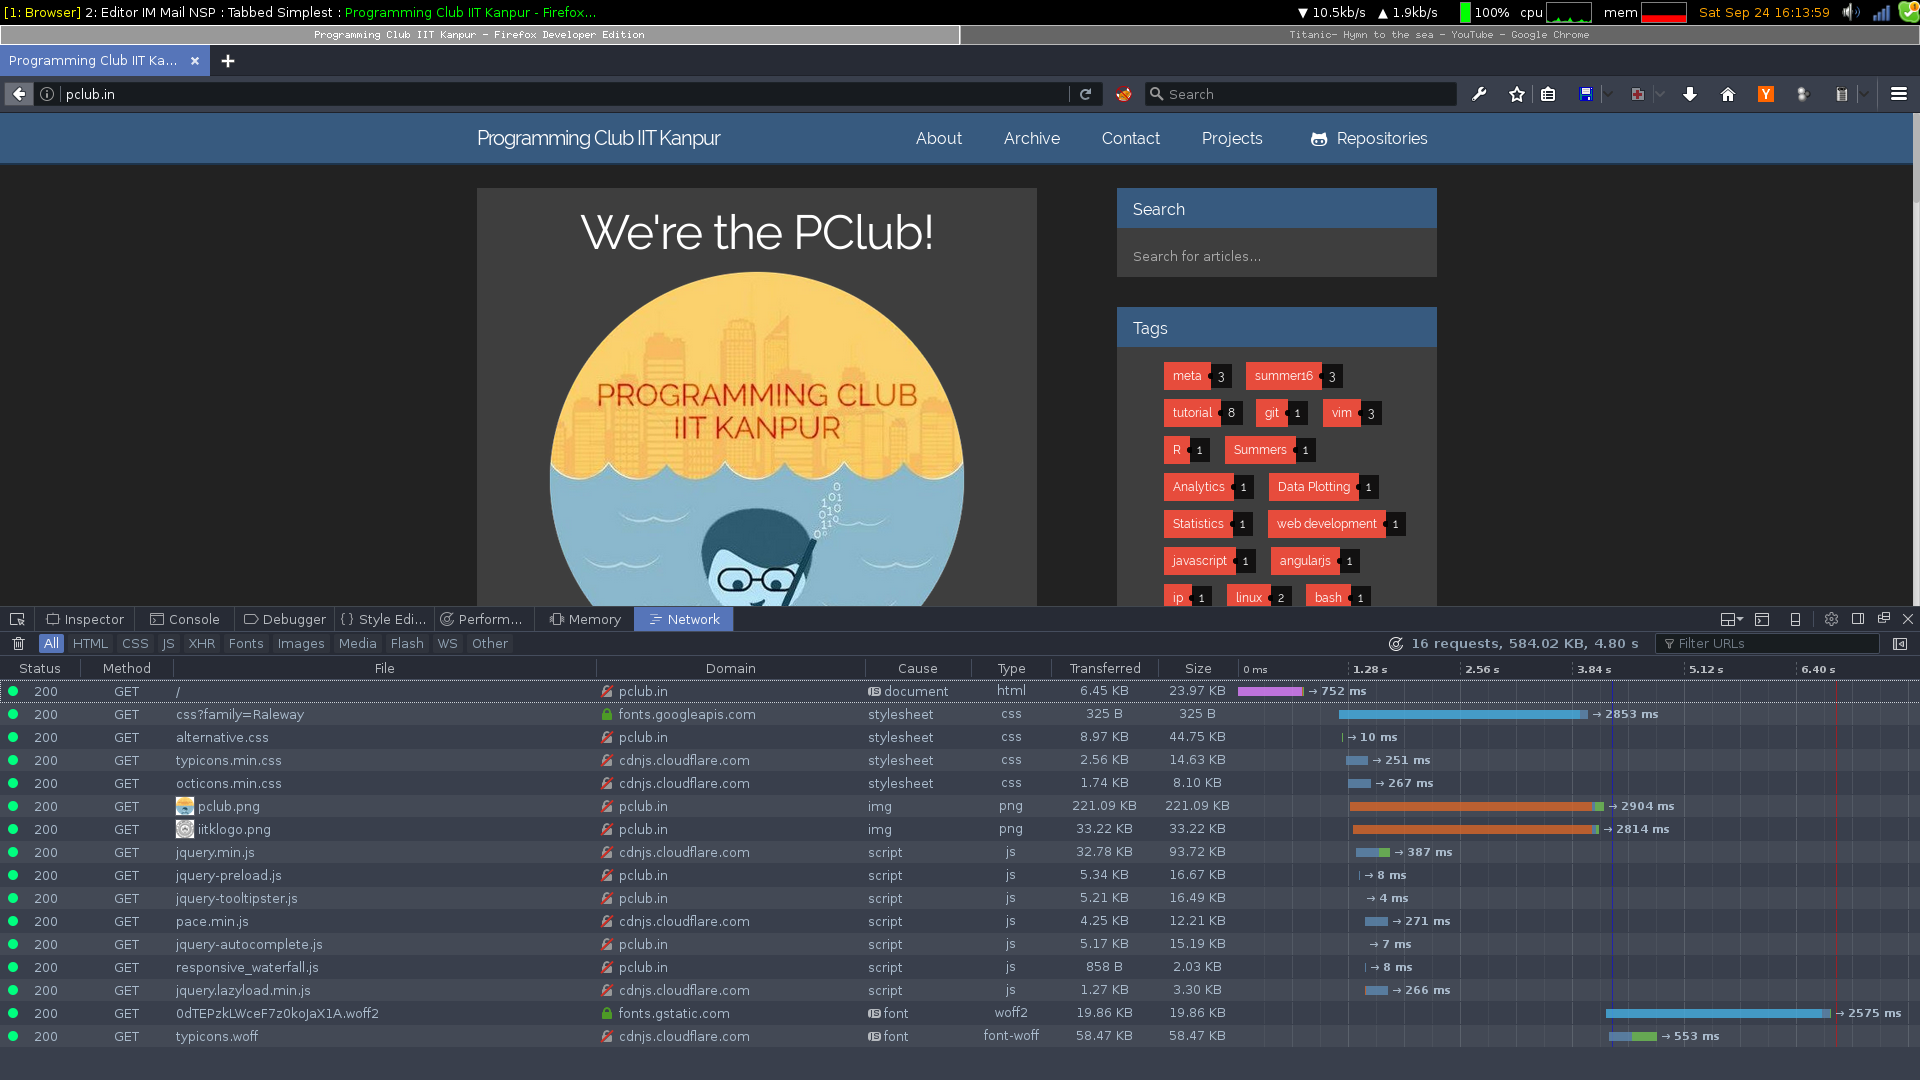 [1: Browser] 2: Editor IM Mail NSP : Tabbed Simplest : Programming Club IIT Kanpur - Firefox...
▼ 10.5kb/s ▲ 1.9kb/s 100% cpu mem Sat Sep 24 16:13:59
Programming Club IIT Kanpur - Firefox Developer Edition
Titanic- Hymn to the sea - YouTube - Google Chrome
Programming Club IIT Ka...
pclub.in
Search
Programming Club IIT Kanpur
About Archive Contact Projects Repositories
We're the PClub!
PROGRAMMING CLUB
IIT KANPUR
Search
Search for articles...
Tags
meta 3 summer16 3
tutorial 8 git 1 vim 3
R 1 Summers 1
Analytics 1 Data Plotting 1
Statistics 1 web development 1
javascript 1 angularjs 1
ip 1 linux 2 bash 1
Inspector Console Debugger Style Edi... Perform... Memory Network
All HTML CSS JS XHR Fonts Images Media Flash WS Other
16 requests, 584.02 KB, 4.80 s Filter URLs
Status Method File Domain Cause Type Transferred Size 0 ms 1.28 s 2.56 s 3.84 s 5.12 s 6.40 s
200 GET / pclub.in JS document html 6.45 KB 23.97 KB → 752 ms
200 GET css?family=Raleway fonts.googleapis.com stylesheet css 325 B 325 B → 2853 ms
200 GET alternative.css pclub.in stylesheet css 8.97 KB 44.75 KB → 10 ms
200 GET typicons.min.css cdnjs.cloudflare.com stylesheet css 2.56 KB 14.63 KB → 251 ms
200 GET octicons.min.css cdnjs.cloudflare.com stylesheet css 1.74 KB 8.10 KB → 267 ms
200 GET pclub.png pclub.in img png 221.09 KB 221.09 KB → 2904 ms
200 GET iitklogo.png pclub.in img png 33.22 KB 33.22 KB → 2814 ms
200 GET jquery.min.js cdnjs.cloudflare.com script js 32.78 KB 93.72 KB → 387 ms
200 GET jquery-preload.js pclub.in script js 5.34 KB 16.67 KB → 8 ms
200 GET jquery-tooltipster.js pclub.in script js 5.21 KB 16.49 KB → 4 ms
200 GET pace.min.js cdnjs.cloudflare.com script js 4.25 KB 12.21 KB → 271 ms
200 GET jquery-autocomplete.js pclub.in script js 5.17 KB 15.19 KB → 7 ms
200 GET responsive_waterfall.js pclub.in script js 858 B 2.03 KB → 8 ms
200 GET jquery.lazyload.min.js cdnjs.cloudflare.com script js 1.27 KB 3.30 KB → 266 ms
200 GET 0dTEPzkLWceF7z0koJaX1A.woff2 fonts.gstatic.com JS font woff2 19.86 KB 19.86 KB → 2575 ms
200 GET typicons.woff cdnjs.cloudflare.com JS font font-woff 58.47 KB 58.47 KB → 553 ms